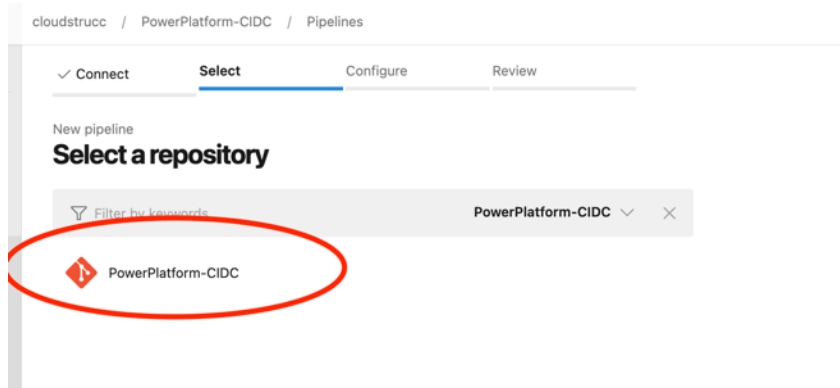 cloudstrucc / PowerPlatform-CIDC / Pipelines
Connect Select Configure Review
New pipeline
Select a repository
Filter by keywords PowerPlatform-CIDC
PowerPlatform-CIDC